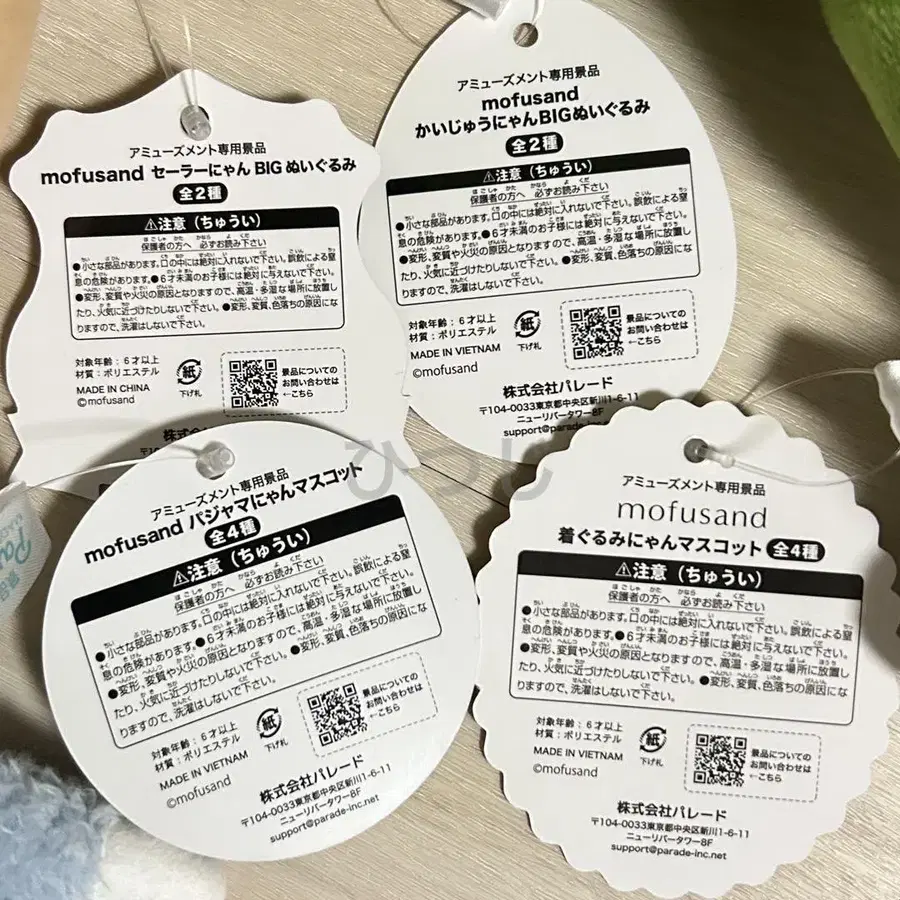 アミューズメント専用景品
mofusand セーラーにゃん BIG ぬいぐるみ
全2種
⚠注意（ちゅうい）
保護者の方へ 必ずお読み下さい
●小さな部品があります。口の中には絶対に入れないで下さい。誤飲による窒
息の危険があります。●6才未満のお子様には絶対に与えないで下さい。
●変形、変質や火災の原因となりますので、高温・多湿な場所に放置し
たり、火気に近づけたりしないで下さい。●変形、変質、色落ちの原因にな
りますので、洗濯はしないで下さい。
対象年齢：6才以上
材質：ポリエステル
MADE IN CHINA
©mofusand
紙
下げ札
景品についての
お問い合わせは
←こちら
株式会社パ
アミューズメント専用景品
mofusand
かいじゅうにゃんBIGぬいぐるみ
全2種
⚠注意（ちゅうい）
保護者の方へ 必ずお読み下さい
●小さな部品があります。口の中には絶対に入れないで下さい。誤飲による窒
息の危険があります。●6才未満のお子様には絶対に与えないで下さい。
●変形、変質や火災の原因となりますので、高温・多湿な場所に放置し
たり、火気に近づけたりしないで下さい。●変形、変質、色落ちの原因にな
りますので、洗濯はしないで下さい。
対象年齢：6才以上
材質：ポリエステル
MADE IN VIETNAM
©mofusand
紙
下げ札
景品についての
お問い合わせは
←こちら
株式会社パレード
〒104-0033東京都中央区新川1-6-11
ニューリバータワー8F
support@parade-inc.net
ひつじ
アミューズメント専用景品
mofusand パジャマにゃんマスコット
全4種
⚠注意（ちゅうい）
保護者の方へ 必ずお読み下さい
●小さな部品があります。口の中には絶対に入れないで下さい。誤飲による窒
息の危険があります。●6才未満のお子様には絶対に与えないで下さい。
●変形、変質や火災の原因となりますので、高温・多湿な場所に放置し
たり、火気に近づけたりしないで下さい。●変形、変質、色落ちの原因にな
りますので、洗濯はしないで下さい。
対象年齢：6才以上
材質：ポリエステル
MADE IN VIETNAM
©mofusand
紙
下げ札
景品についての
お問い合わせは
←こちら
株式会社パレード
〒104-0033東京都中央区新川1-6-11
ニューリバータワー8F
support@parade-inc.net
アミューズメント専用景品
mofusand
着ぐるみにゃんマスコット 全4種
⚠注意（ちゅうい）
保護者の方へ 必ずお読み下さい
●小さな部品があります。口の中には絶対に入れないで下さい。誤飲による窒
息の危険があります。●6才未満のお子様には絶対に与えないで下さい。
●変形、変質や火災の原因となりますので、高温・多湿な場所に放置し
たり、火気に近づけたりしないで下さい。●変形、変質、色落ちの原因にな
りますので、洗濯はしないで下さい。
対象年齢：6才以上
材質：ポリエステル
MADE IN VIETNAM
©mofusand
紙
下げ札
景品についての
お問い合わせは
←こちら
株式会社パレード
〒104-0033東京都中央区新川1-6-11
ニューリバータワー8F
support@parade-inc.net